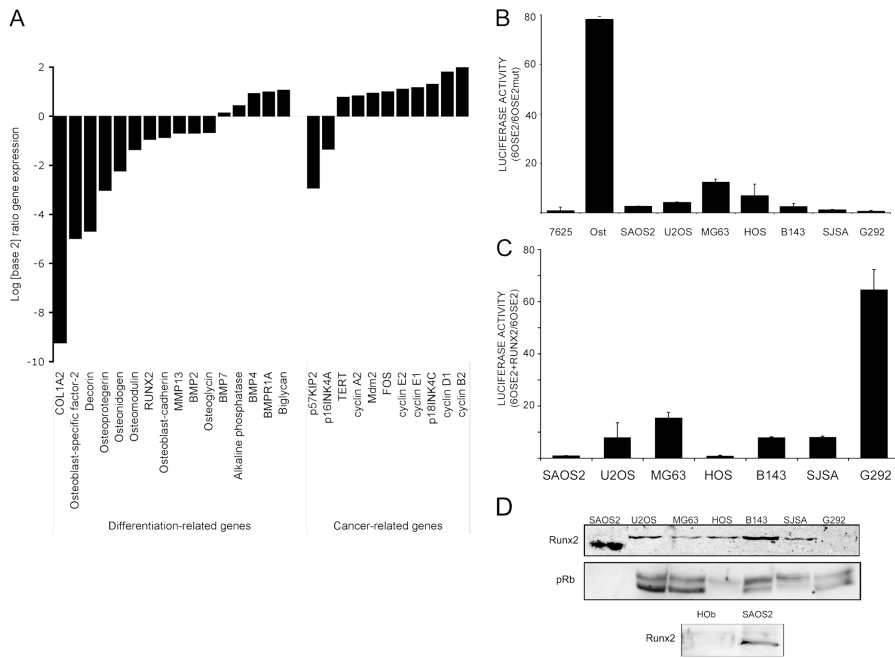 A
Log [base 2] ratio gene expression
2
0
-2
-4
-6
-8
-10
COL1A2
Osteoblast-specific factor-2
Decorin
Osteoprotegerin
Osteonidogen
Osteomodulin
RUNX2
Osteoblast-cadherin
MMP13
BMP2
Osteoglycin
BMP7
Alkaline phosphatase
BMP4
BMPR1A
Biglycan
p57KIP2
p16INK4A
TERT
cyclin A2
Mdm2
FOS
cyclin E2
cyclin E1
p18INK4C
cyclin D1
cyclin B2
Differentiation-related genes
Cancer-related genes
B
LUCIFERASE ACTIVITY
(6OSE2/6OSE2mut)
80
60
40
20
7625 Ost SAOS2 U2OS MG63 HOS B143 SJSA G292
C
LUCIFERASE ACTIVITY
(6OSE2+RUNX2/6OSE2)
80
60
40
20
SAOS2 U2OS MG63 HOS B143 SJSA G292
D
SAOS2 U2OS MG63 HOS B143 SJSA G292
Runx2
pRb
HOb SAOS2
Runx2